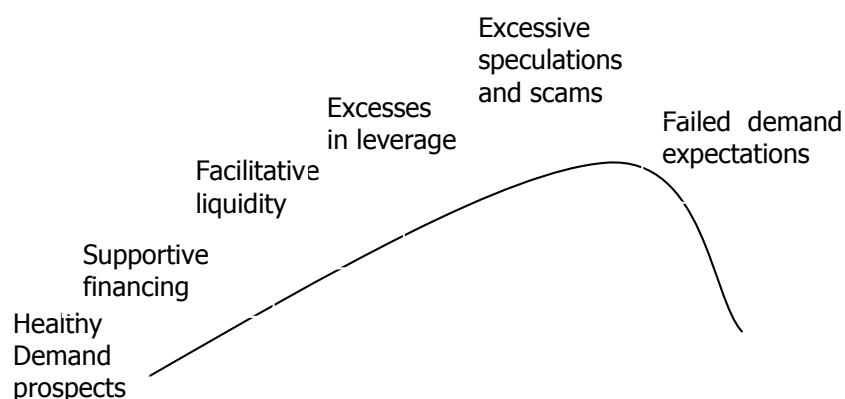 Healthy
Demand
prospects
Supportive
financing
Facilitative
liquidity
Excesses
in leverage
Excessive
speculations
and scams
Failed demand
expectations